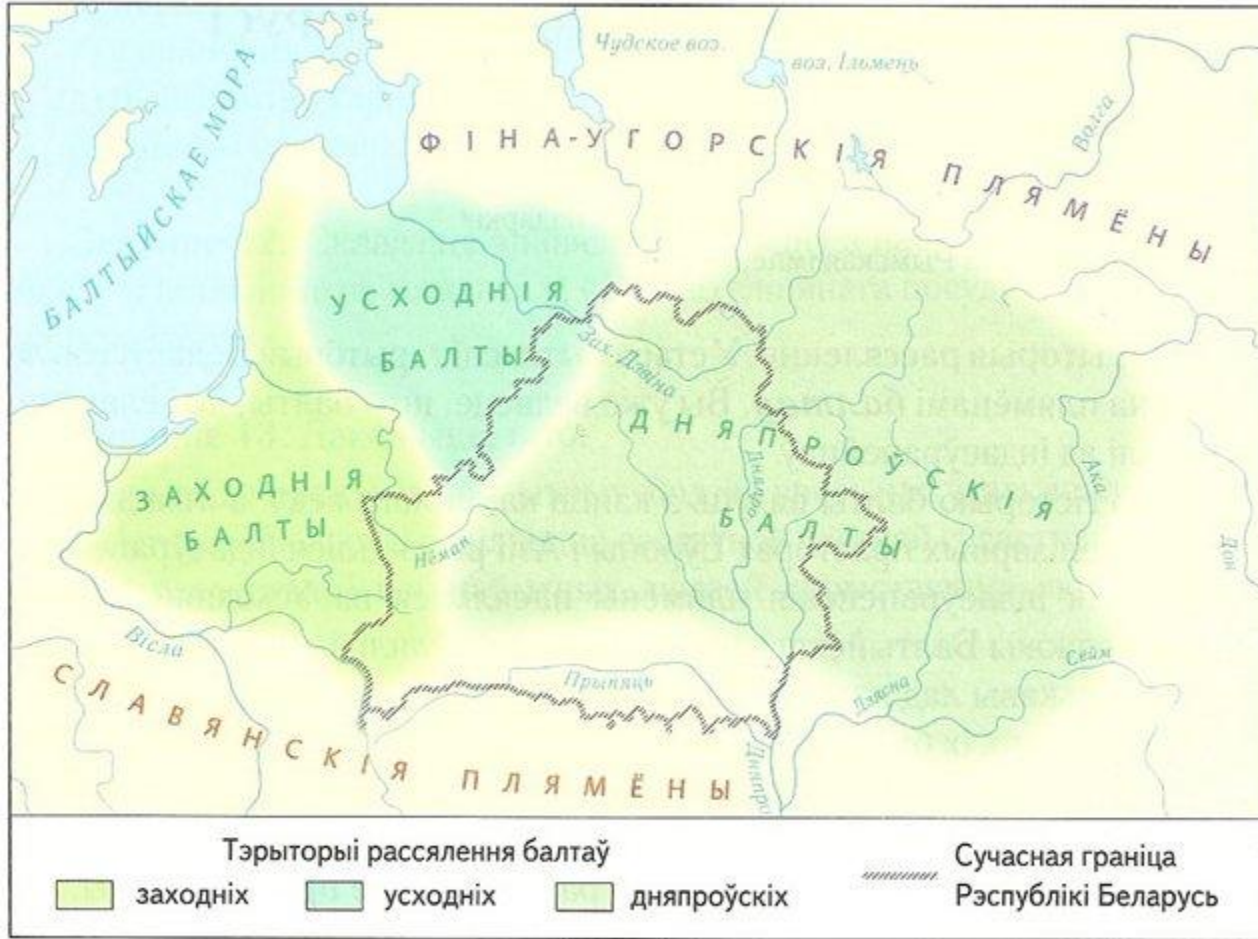 Чудское воз.
воз. Ільмень
Волга
БАЛТЫЙСКАЕ МОРА
ФІНА-УГОРСКІЯ ПЛЯМЁНЫ
УСХОДНІЯ
БАЛТЫ
Зах. Дзвіна
ДНЯПРОЎСКІЯ
БАЛТЫ
Дняпро
Ака
Дон
ЗАХОДНІЯ
БАЛТЫ
Нёман
Вісла
Прыпяць
Сейм
Дзясна
СЛАВЯНСКІЯ ПЛЯМЁНЫ
Дняпро
Тэрыторыі рассялення балтаў
заходніх
усходніх
дняпроўскіх
Сучасная граніца
Рэспублікі Беларусь